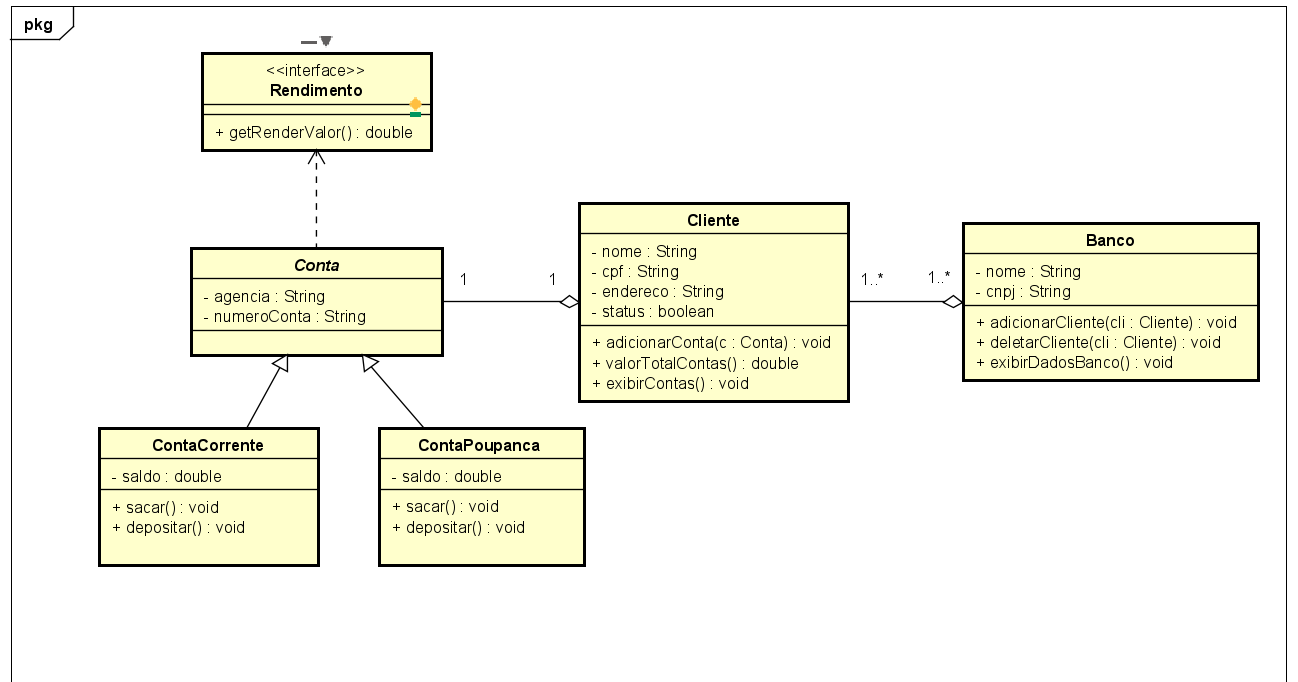 pkg
<<interface>>
Rendimento
+ getRenderValor() : double
Conta
- agencia : String
- numeroConta : String
1
1
Cliente
- nome : String
- cpf : String
- endereco : String
- status : boolean
+ adicionarConta(c : Conta) : void
+ valorTotalContas() : double
+ exibirContas() : void
1..*
1..*
Banco
- nome : String
- cnpj : String
+ adicionarCliente(cli : Cliente) : void
+ deletarCliente(cli : Cliente) : void
+ exibirDadosBanco() : void
ContaCorrente
- saldo : double
+ sacar() : void
+ depositar() : void
ContaPoupanca
- saldo : double
+ sacar() : void
+ depositar() : void